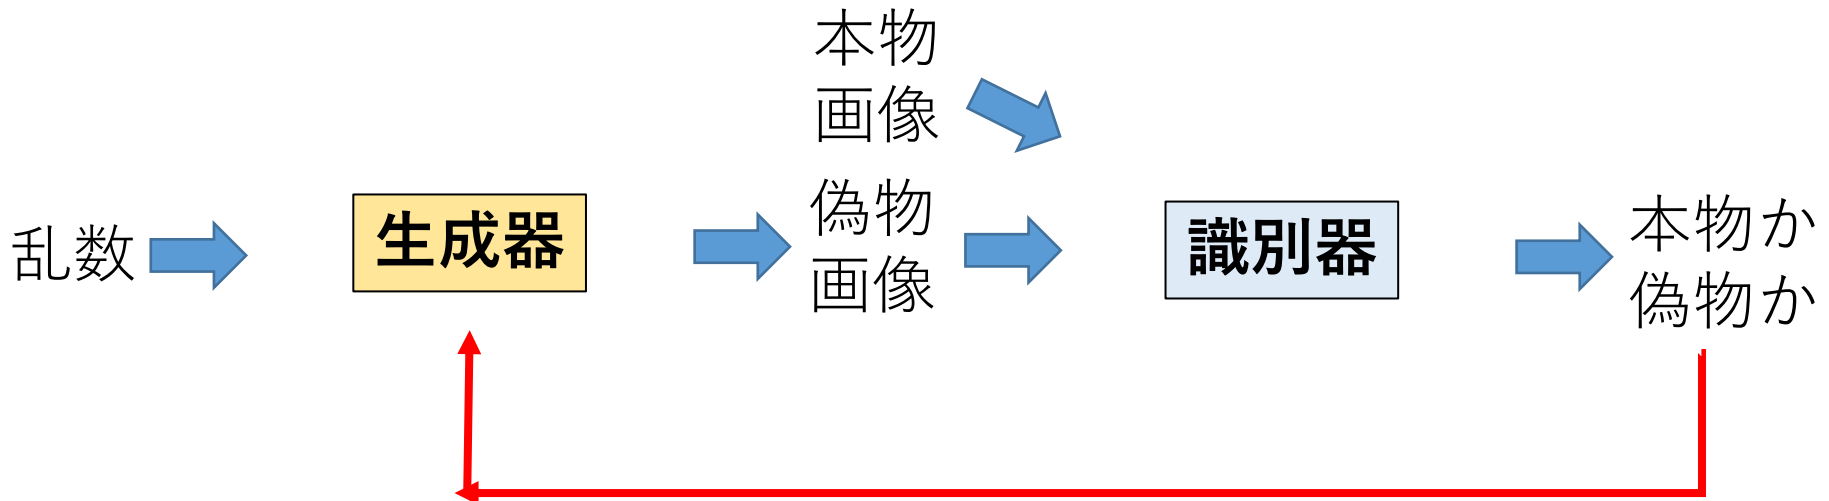 乱数
生成器
本物
画像
偽物
画像
識別器
本物か
偽物か